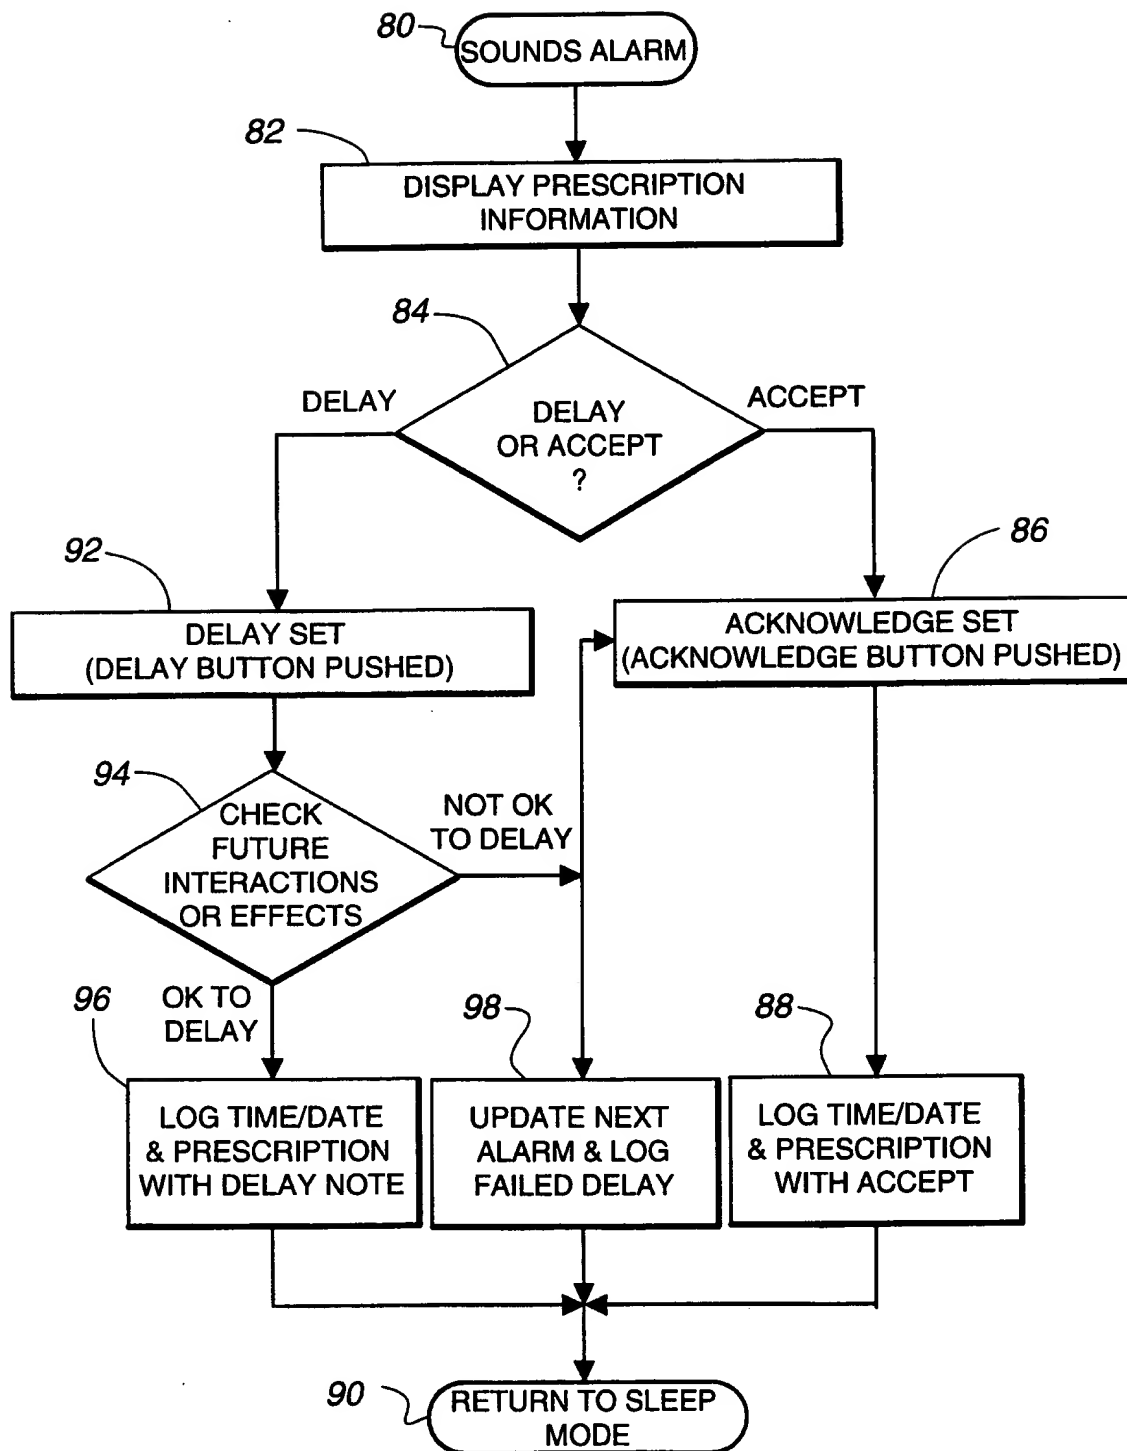 80
SOUNDS ALARM
82
DISPLAY PRESCRIPTION
INFORMATION
84
DELAY
ACCEPT
DELAY
OR ACCEPT
?
92
86
DELAY SET
(DELAY BUTTON PUSHED)
ACKNOWLEDGE SET
(ACKNOWLEDGE BUTTON PUSHED)
94
CHECK
FUTURE
INTERACTIONS
OR EFFECTS
NOT OK
TO DELAY
96
OK TO
DELAY
98
88
LOG TIME/DATE
& PRESCRIPTION
WITH DELAY NOTE
UPDATE NEXT
ALARM & LOG
FAILED DELAY
LOG TIME/DATE
& PRESCRIPTION
WITH ACCEPT
90
RETURN TO SLEEP
MODE